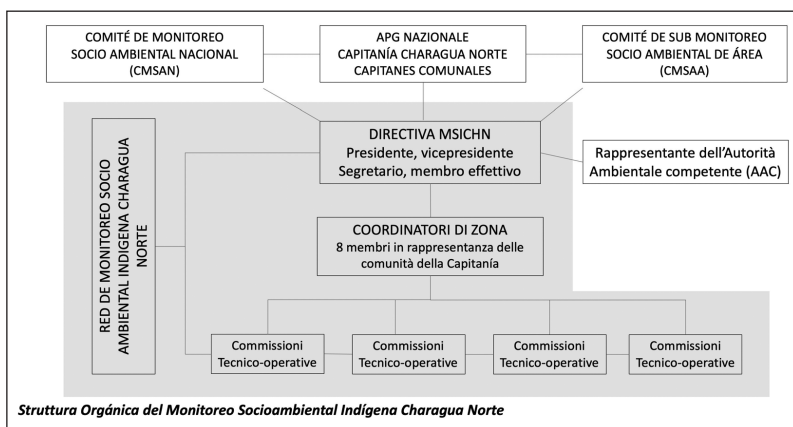 COMITÉ DE MONITOREO
SOCIO AMBIENTAL NACIONAL
(CMSAN)
APG NAZIONALE
CAPITANÍA CHARAGUA NORTE
CAPITANES COMUNALES
COMITÉ DE SUB MONITOREO
SOCIO AMBIENTAL DE ÁREA
(CMSAA)
RED DE MONITOREO SOCIO
AMBIENTAL INDIGENA CHARAGUA
NORTE
DIRECTIVA MSICHN
Presidente, vicepresidente
Segretario, membro effettivo
Rappresentante dell’Autorità
Ambientale competente (AAC)
COORDINATORI DI ZONA
8 membri in rappresentanza delle
comunità della Capitanía
Commissioni
Tecnico-operative
Commissioni
Tecnico-operative
Commissioni
Tecnico-operative
Commissioni
Tecnico-operative
Struttura Orgánica del Monitoreo Socioambiental Indígena Charagua Norte